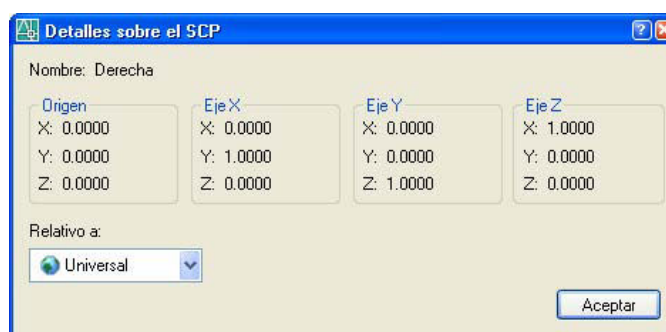 Detalles sobre el SCP
Nombre: Derecha
Origen
X: 0.0000
Y: 0.0000
Z: 0.0000
Eje X
X: 0.0000
Y: 1.0000
Z: 0.0000
Eje Y
X: 0.0000
Y: 0.0000
Z: 1.0000
Eje Z
X: 1.0000
Y: 0.0000
Z: 0.0000
Relativo a:
Universal
Aceptar